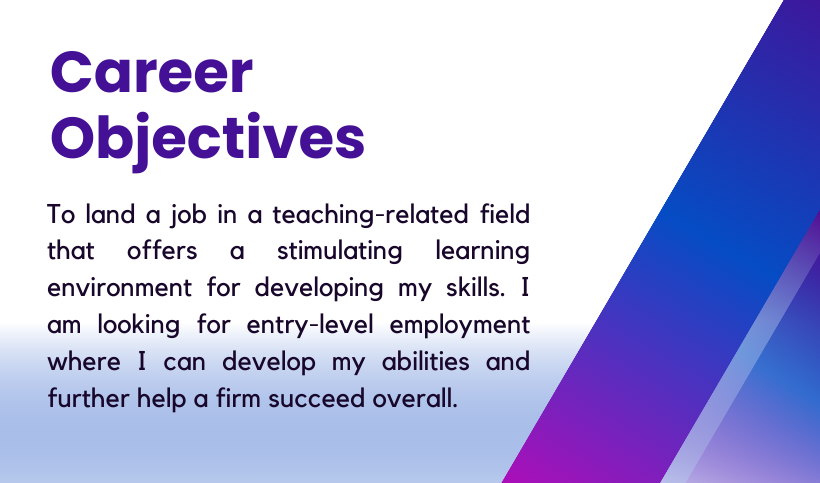 Career
Objectives
To land a job in a teaching-related field
that offers a stimulating learning
environment for developing my skills. I
am looking for entry-level employment
where I can develop my abilities and
further help a firm succeed overall.